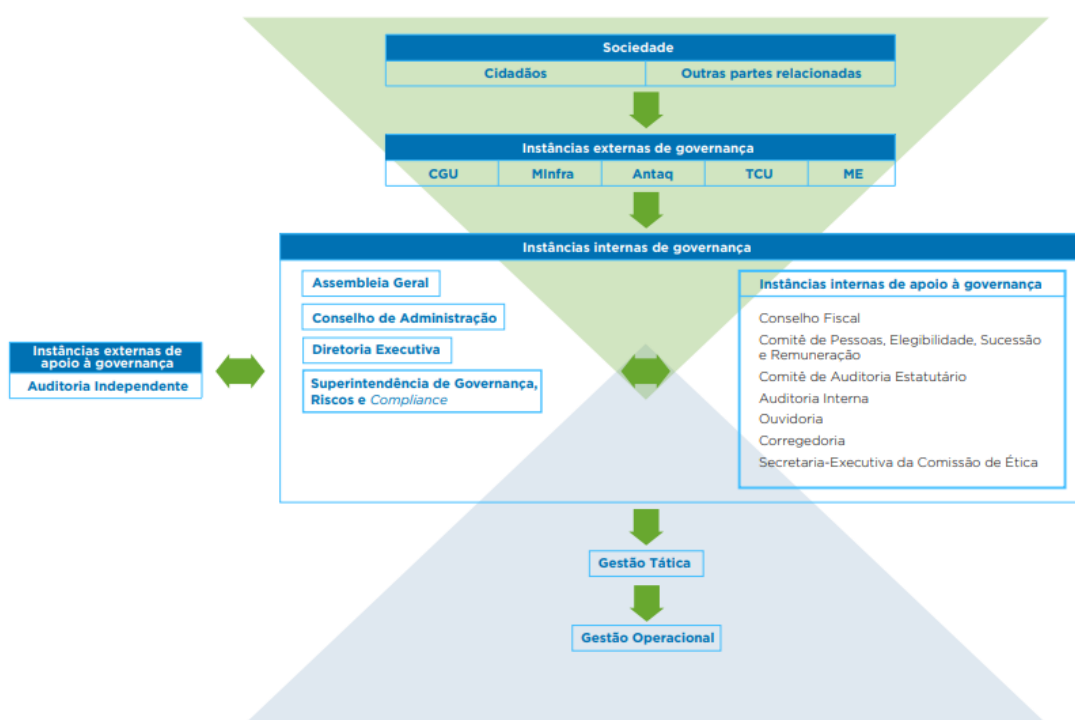 Sociedade
Cidadãos
Outras partes relacionadas
Instâncias externas de governança
CGU
MInfra
Antaq
TCU
ME
Instâncias internas de governança
Assembleia Geral
Conselho de Administração
Diretoria Executiva
Superintendência de Governança,
Riscos e Compliance
Instâncias internas de apoio à governança
Conselho Fiscal
Comitê de Pessoas, Elegibilidade, Sucessão
e Remuneração
Comitê de Auditoria Estatutário
Auditoria Interna
Ouvidoria
Corregedoria
Secretaria-Executiva da Comissão de Ética
Instâncias externas de
apoio à governança
Auditoria Independente
Gestão Tática
Gestão Operacional